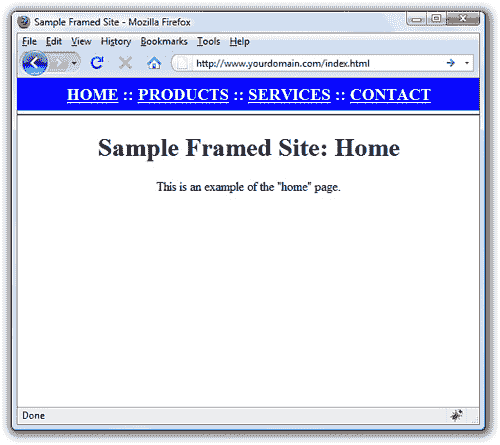 Sample Framed Site - Mozilla Firefox
File Edit View History Bookmarks Tools Help
http://www.yourdomain.com/index.html
HOME :: PRODUCTS :: SERVICES :: CONTACT
Sample Framed Site: Home
This is an example of the "home" page.
Done